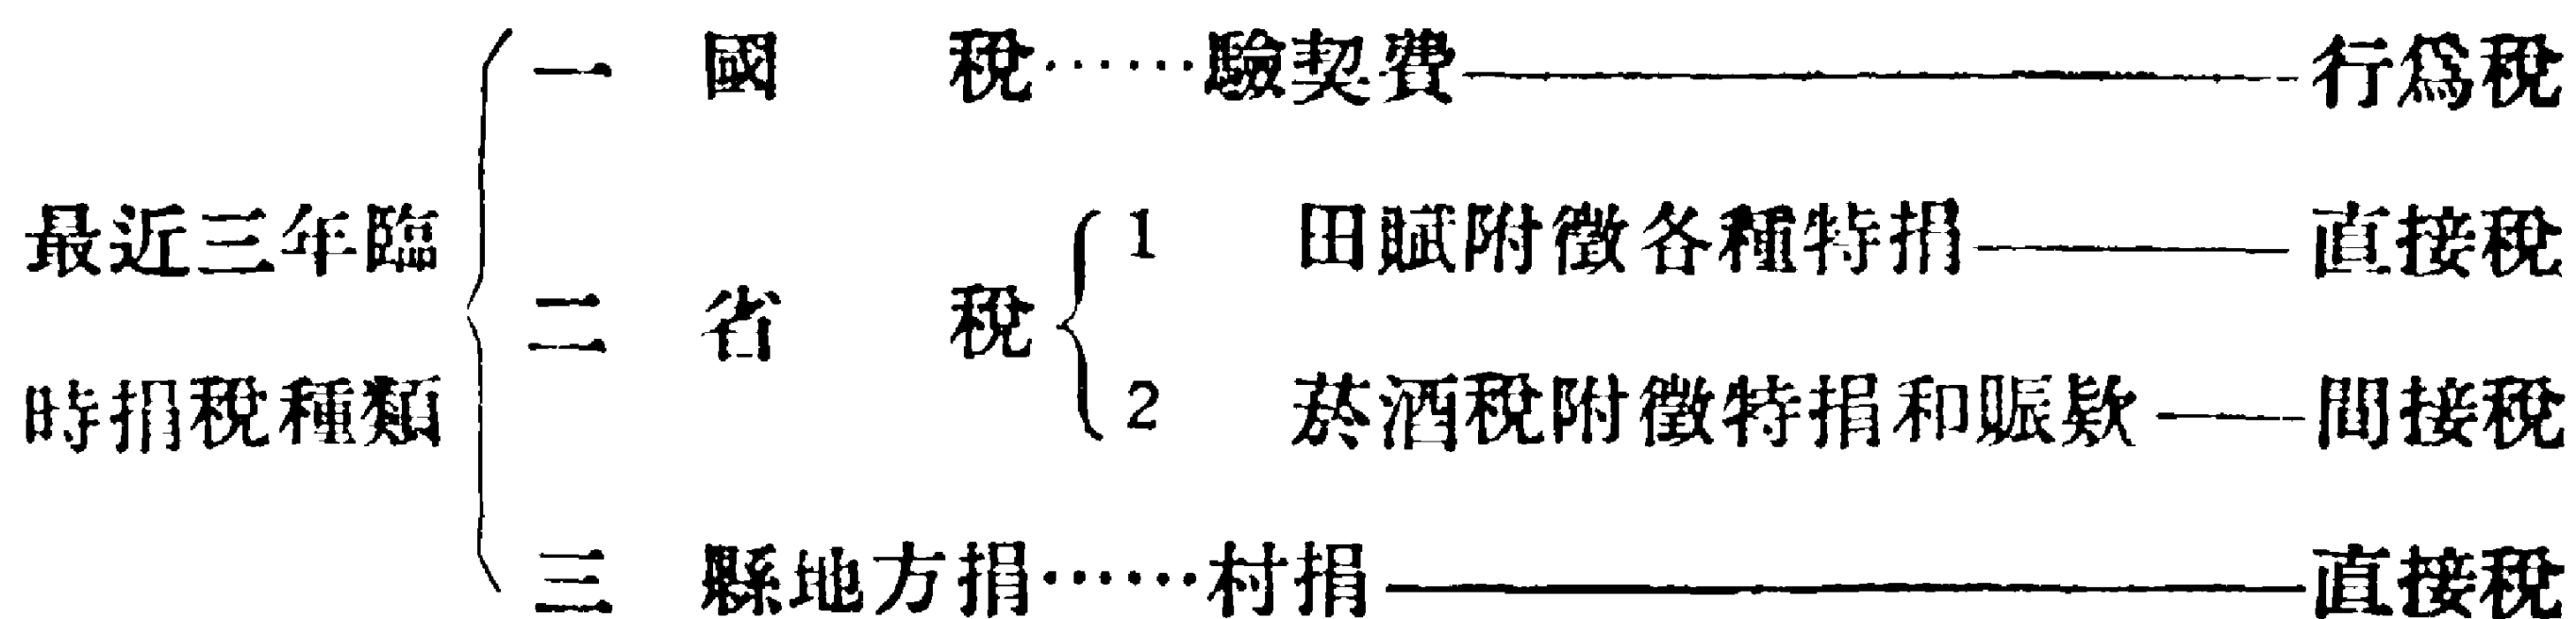 一 國 稅……驗契費——行爲稅
最近三年臨 1 田賦附徵各種特捐——直接稅
二 省 稅
時捐稅種類 2 菸酒稅附徵特捐和賑欵——間接稅
三 縣地方捐……村捐——直接稅